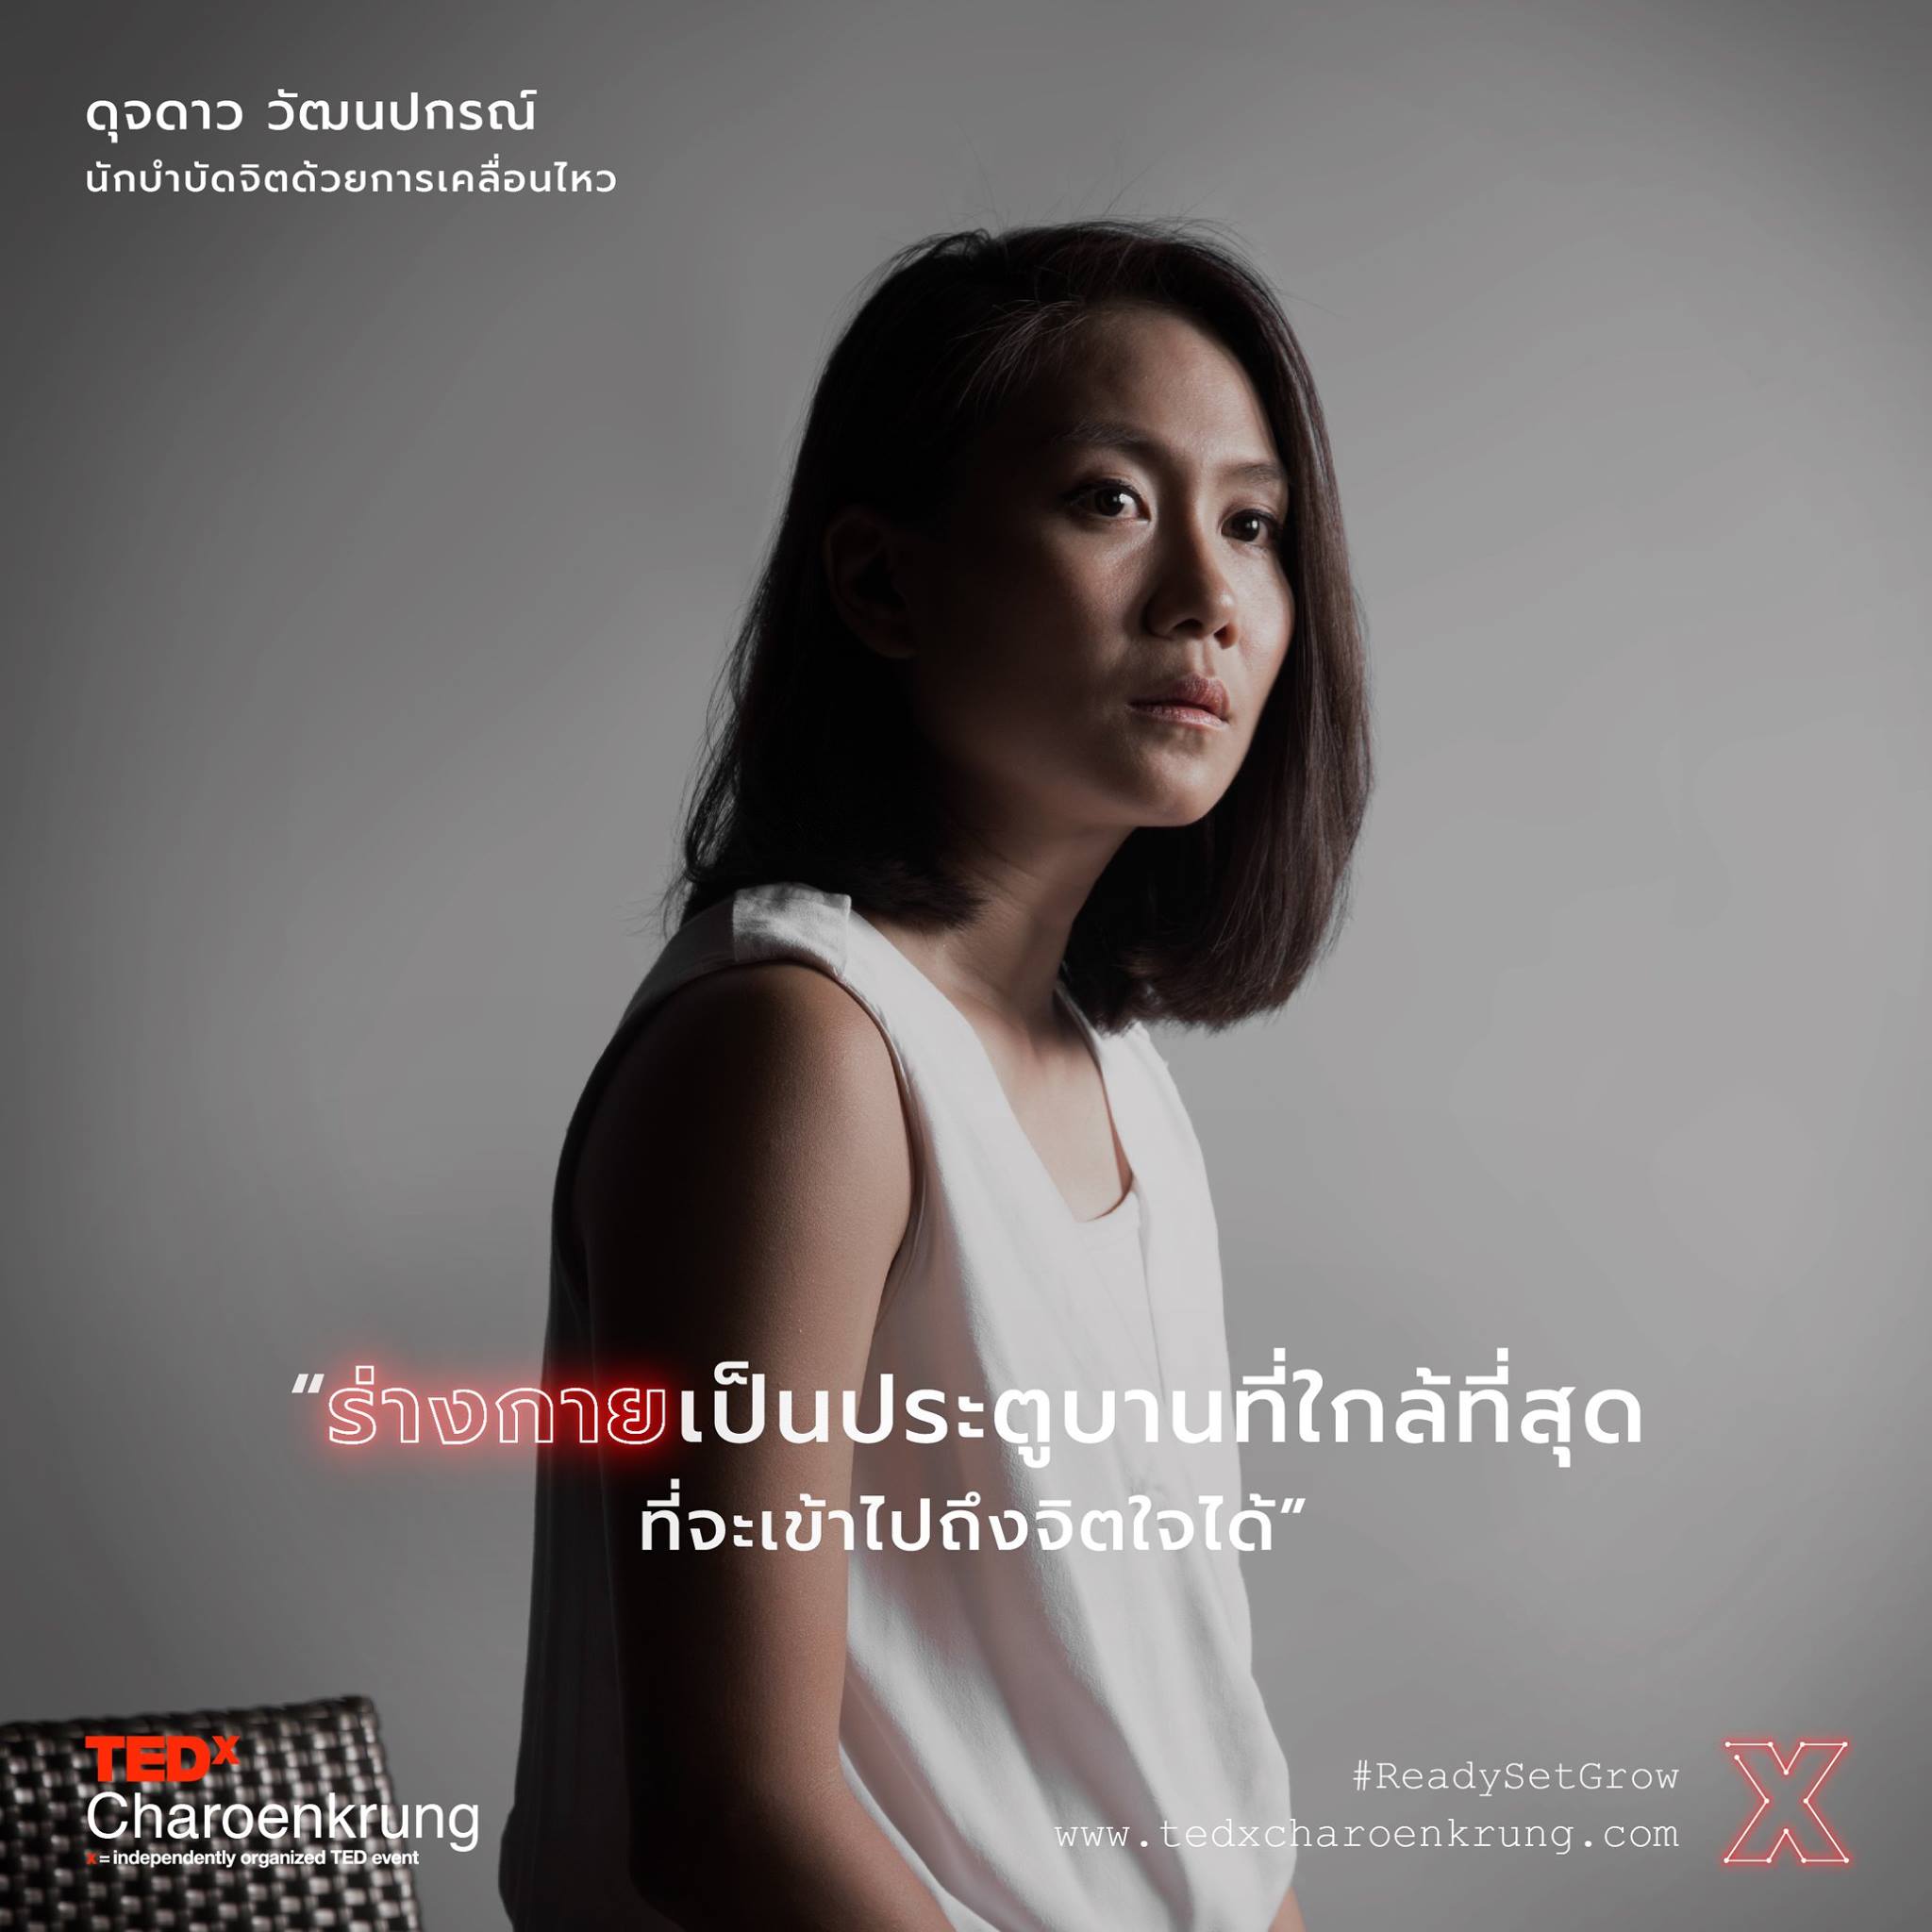 ดุจดาว วัฒนปกรณ์
นักบำบัดจิตด้วยการเคลื่อนไหว
“ร่างกายเป็นประตูบานที่ใกล้ที่สุด
ที่จะเข้าไปถึงจิตใจได้”
TEDx
Charoenkrung
x = independently organized TED event
#ReadySetGrow
www.tedxcharoenkrung.com
X